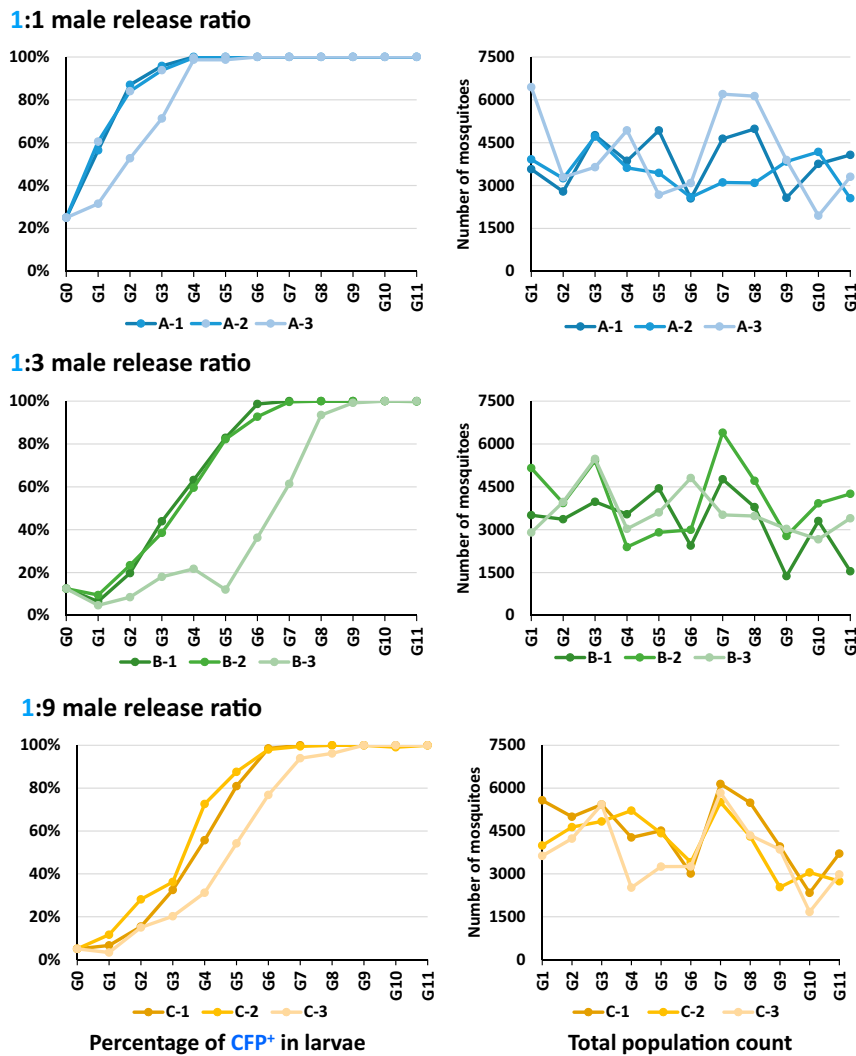 1:1 male release ratio
100%
80%
60%
40%
20%
0%
G0 G1 G2 G3 G4 G5 G6 G7 G8 G9 G10 G11
A-1 A-2 A-3
Number of mosquitoes
7500
6000
4500
3000
1500
0
G1 G2 G3 G4 G5 G6 G7 G8 G9 G10 G11
A-1 A-2 A-3
1:3 male release ratio
100%
80%
60%
40%
20%
0%
G0 G1 G2 G3 G4 G5 G6 G7 G8 G9 G10 G11
B-1 B-2 B-3
Number of mosquitoes
7500
6000
4500
3000
1500
0
G1 G2 G3 G4 G5 G6 G7 G8 G9 G10 G11
B-1 B-2 B-3
1:9 male release ratio
100%
80%
60%
40%
20%
0%
G0 G1 G2 G3 G4 G5 G6 G7 G8 G9 G10 G11
C-1 C-2 C-3
Percentage of CFP⁺ in larvae
Number of mosquitoes
7500
6000
4500
3000
1500
0
G1 G2 G3 G4 G5 G6 G7 G8 G9 G10 G11
C-1 C-2 C-3
Total population count